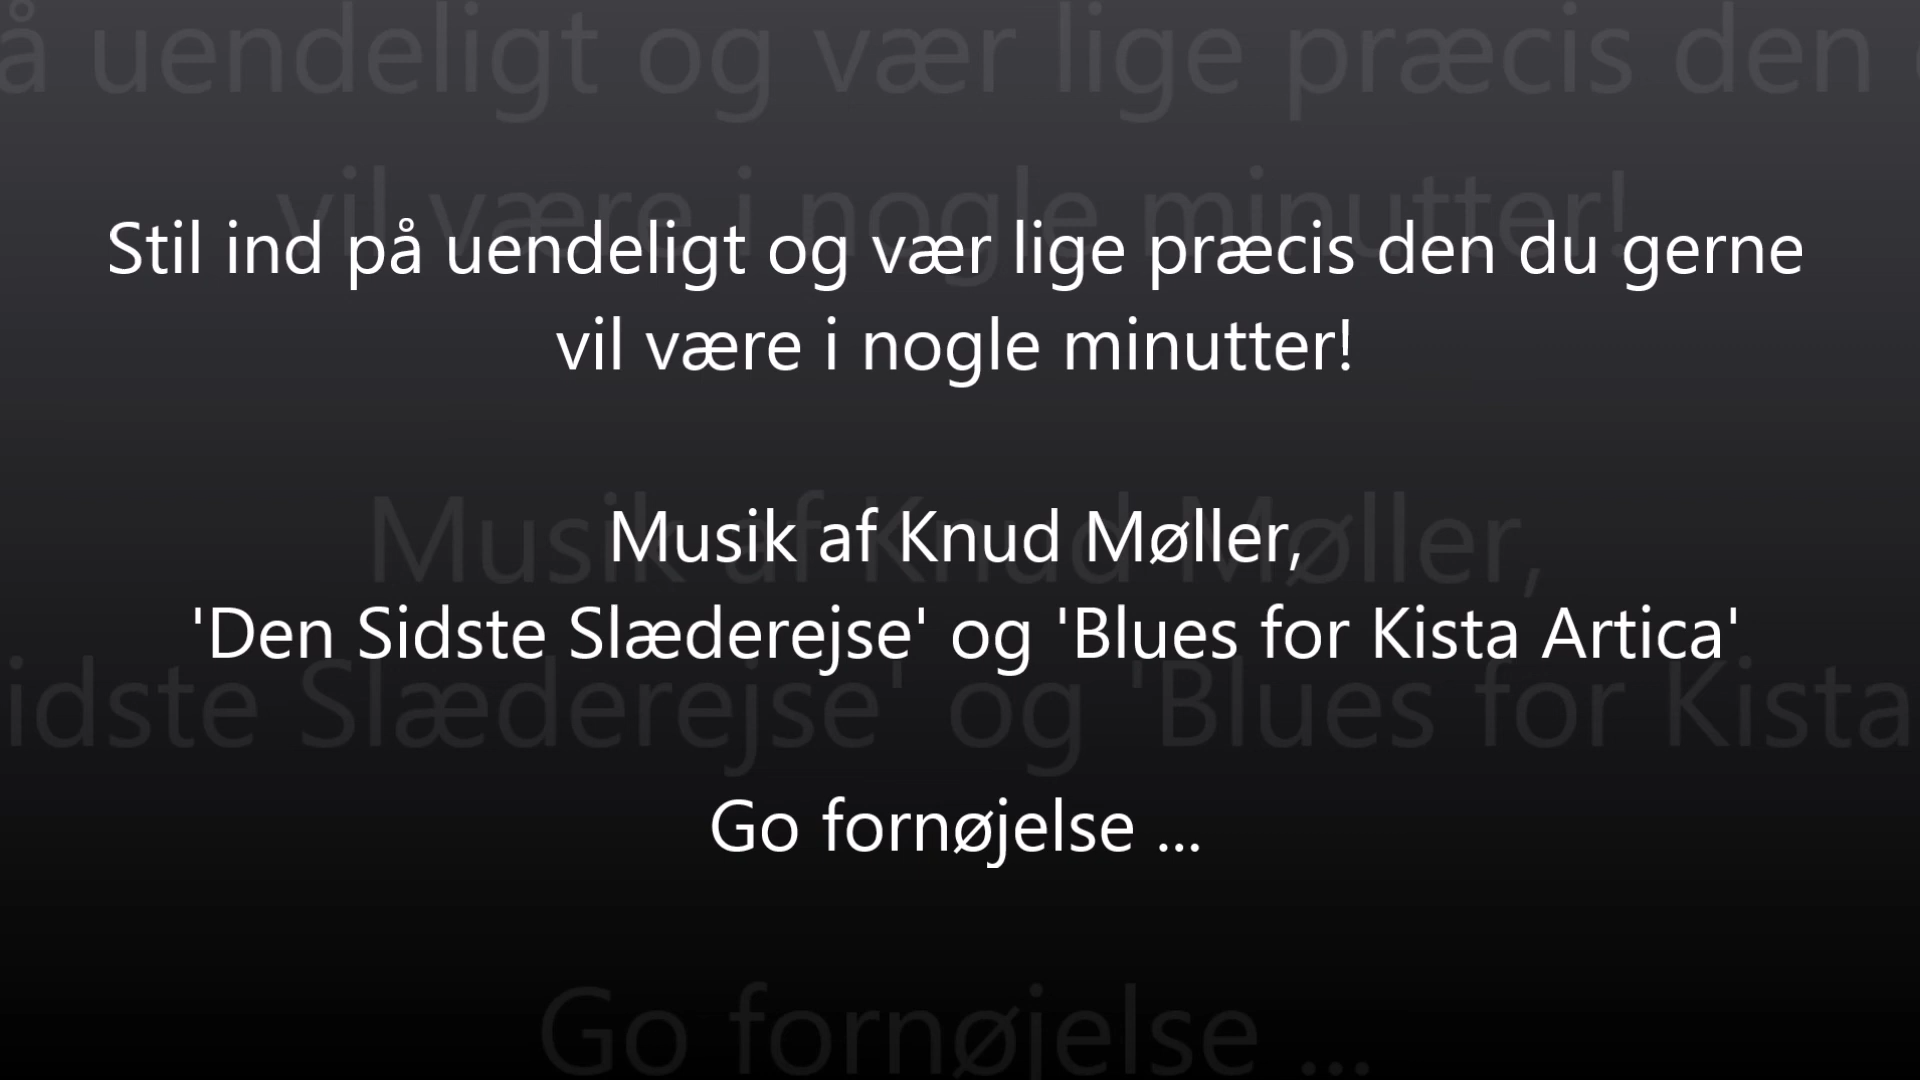 Stil ind på uendeligt og vær lige præcis den du gerne
vil være i nogle minutter!
Musik af Knud Møller,
'Den Sidste Slæderejse' og 'Blues for Kista Artica'
Go fornøjelse ...